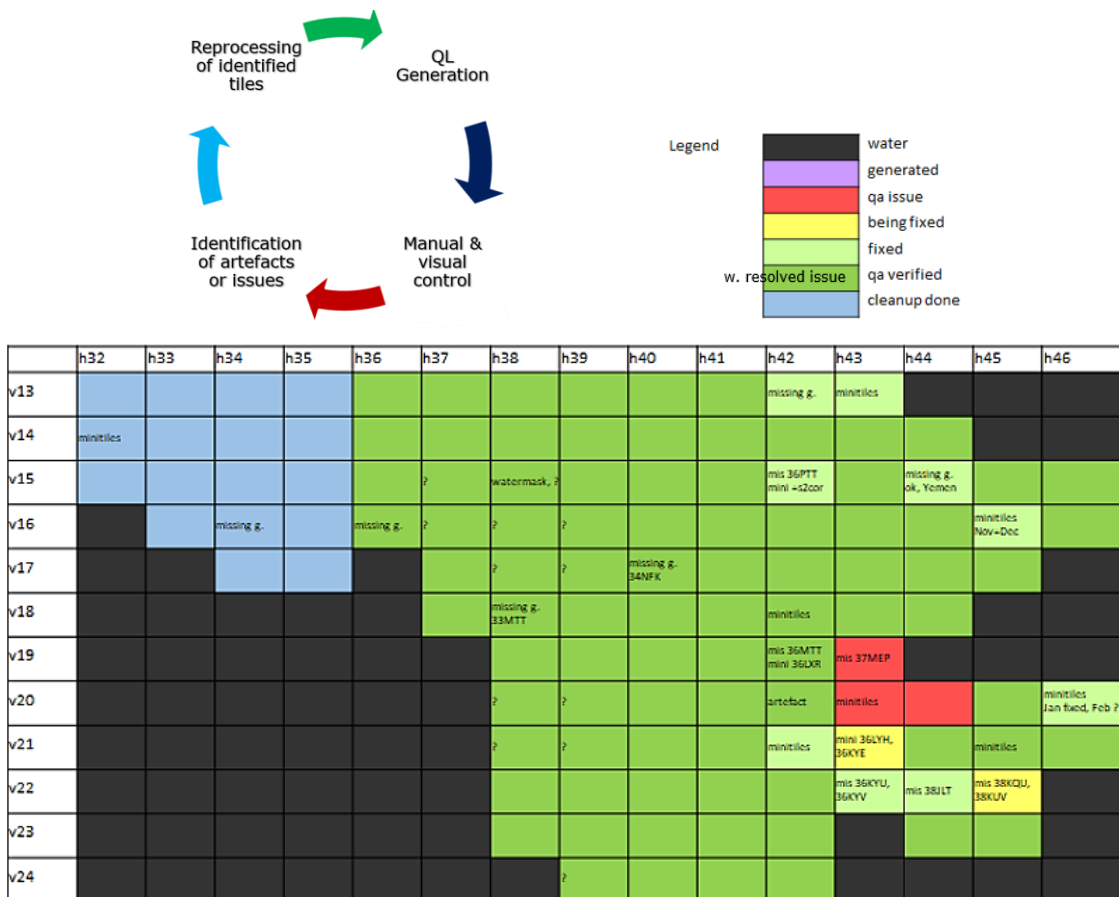 Reprocessing
of identified
tiles
QL
Generation
Manual &
visual
control
Identification
of artefacts
or issues
Legend
water
generated
qa issue
being fixed
fixed
w. resolved issue qa verified
cleanup done
h32 h33 h34 h35 h36 h37 h38 h39 h40 h41 h42 h43 h44 h45 h46
v13 missing g. minitiles
v14 minitiles
v15 ? watermask, ? mis 36PTT missing g.
mini +s2cor ok, Yemen
v16 missing g. missing g. ? ? ? minitiles
Nov+Dec
v17 ? ? missing g.
34NFK
v18 missing g. minitiles
33MTT
v19 mis 36MTT mis 37MEP
mini 36LXR
v20 ? ? artefact minitiles minitiles
Jan fixed, Feb ?
v21 ? ? minitiles mini 36LYH, minitiles
36KYE
v22 mis 36KYU, mis 38JLT mis 38KQU,
36KYV 38KUV
v23
v24 ?